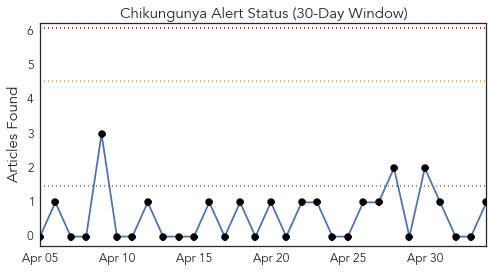 Chikungunya Alert Status (30-Day Window)
Articles Found
6
5
4
3
2
1
0
Apr 05 Apr 10 Apr 15 Apr 20 Apr 25 Apr 30